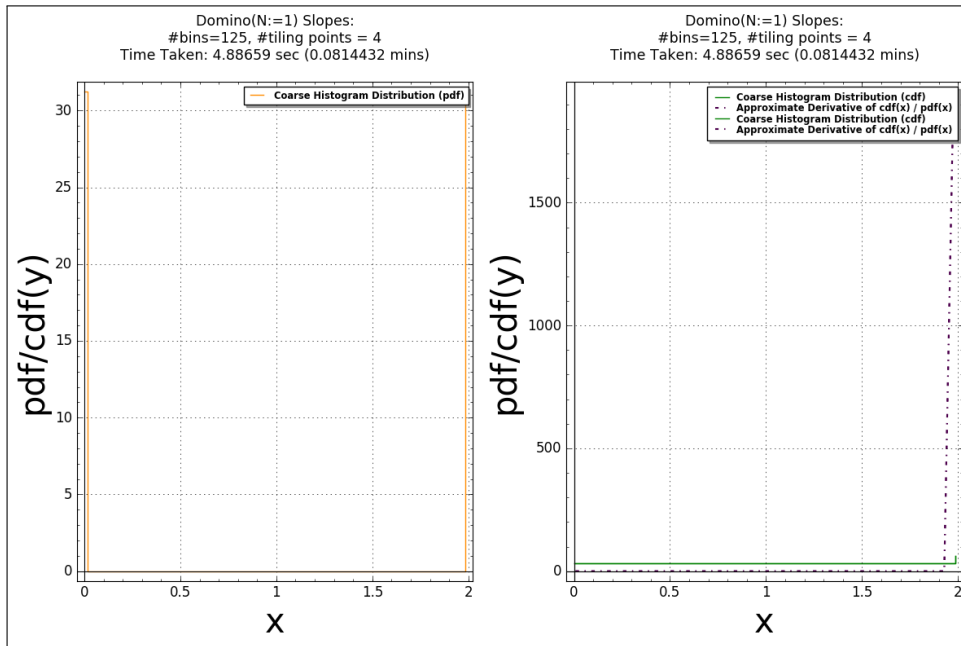 Domino(N:=1) Slopes:
#bins=125, #tiling points = 4
Time Taken: 4.88659 sec (0.0814432 mins)
Coarse Histogram Distribution (pdf)
30
25
20
15
10
5
0
pdf/cdf(y)
0
0.5
1
1.5
2
x
Domino(N:=1) Slopes:
#bins=125, #tiling points = 4
Time Taken: 4.88659 sec (0.0814432 mins)
Coarse Histogram Distribution (cdf)
Approximate Derivative of cdf(x) / pdf(x)
Coarse Histogram Distribution (cdf)
Approximate Derivative of cdf(x) / pdf(x)
1500
1000
500
0
pdf/cdf(y)
0
0.5
1
1.5
2
x